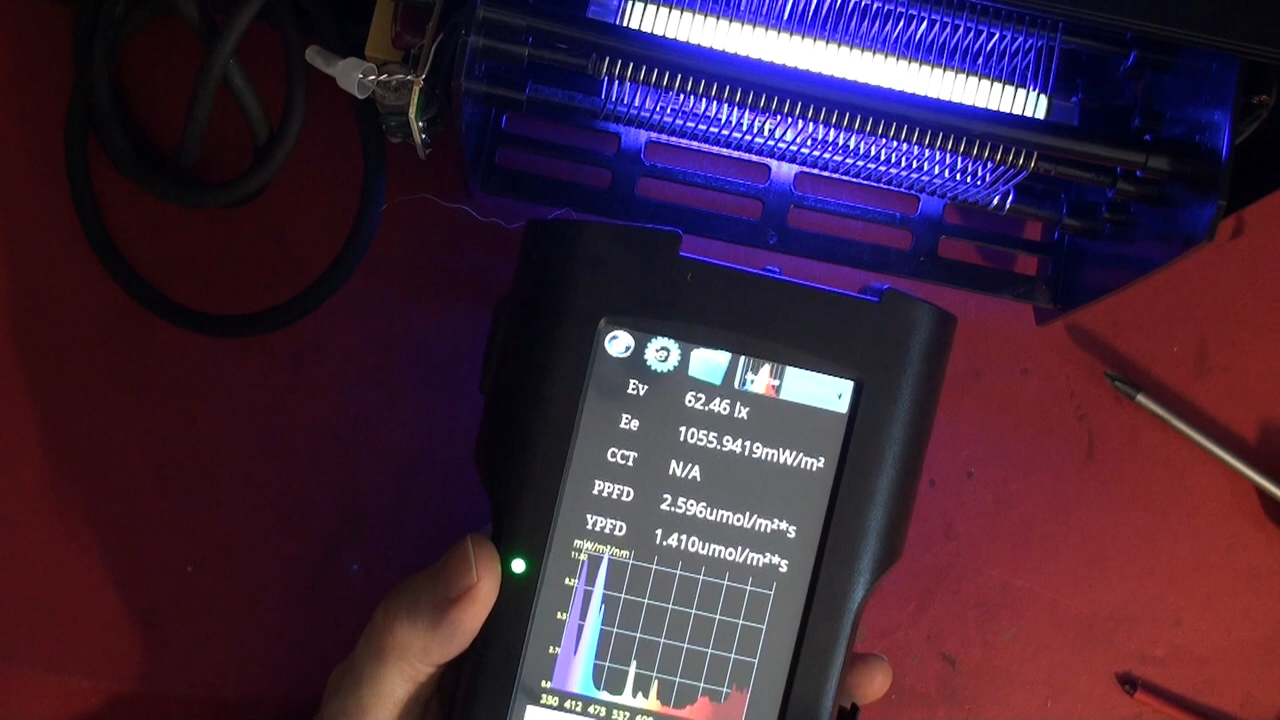 Ev 62.46 lx
Ee 1055.9419mW/m²
CCT N/A
PPFD 2.596umol/m²*s
YPFD 1.410umol/m²*s
mW/m²/nm
350 412 475 537 600